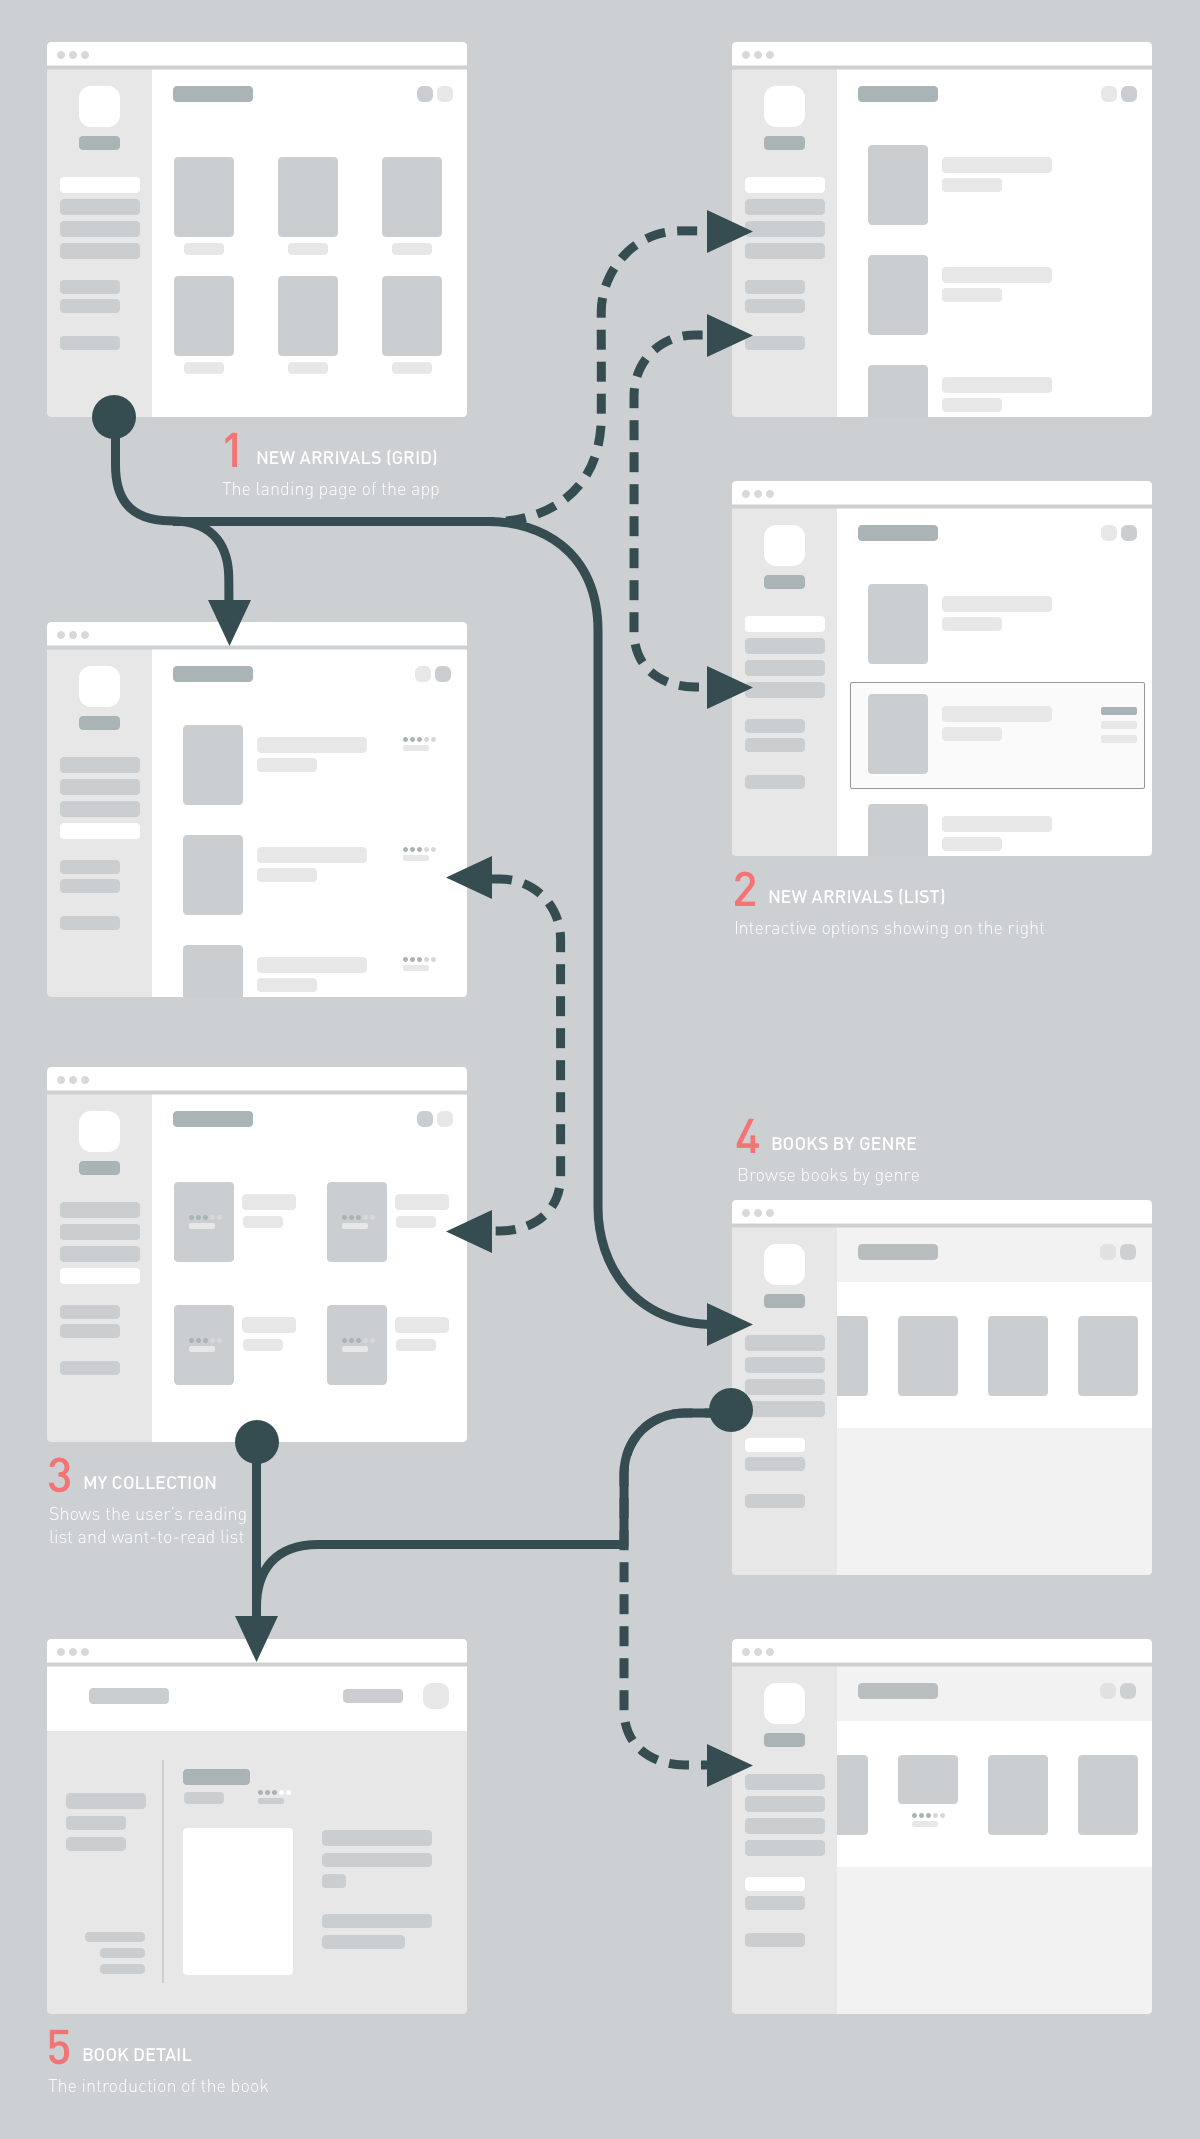 1 NEW ARRIVALS (GRID)
The landing page of the app
2 NEW ARRIVALS (LIST)
Interactive options showing on the right
4 BOOKS BY GENRE
Browse books by genre
3 MY COLLECTION
Shows the user's reading
list and want-to-read list
5 BOOK DETAIL
The introduction of the book